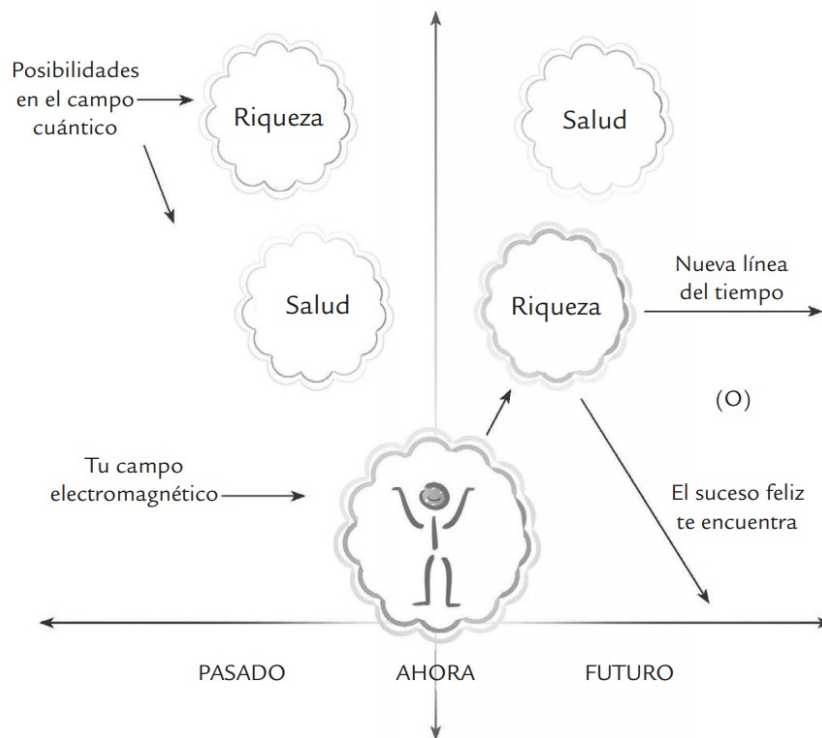 Posibilidades
en el campo
cuántico
Riqueza
Salud
Salud
Riqueza
Nueva línea
del tiempo
(O)
Tu campo
electromagnético
El suceso feliz
te encuentra
PASADO
AHORA
FUTURO